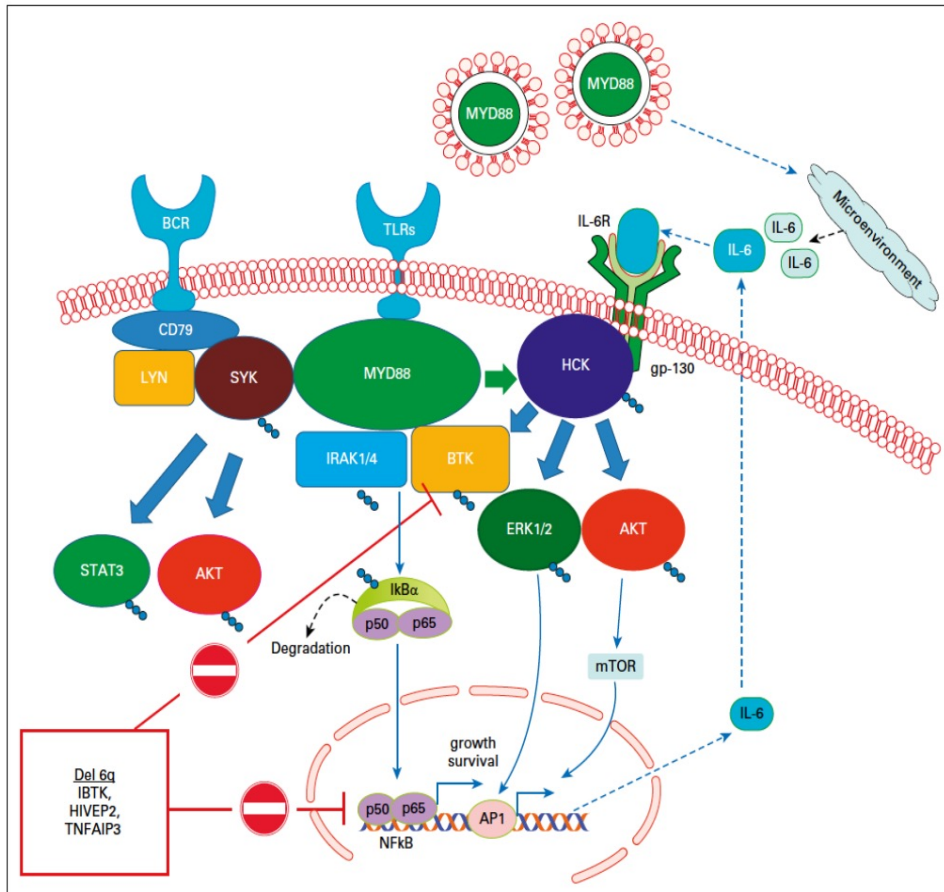 MYD88
MYD88
BCR
TLRs
IL-6R
IL-6
IL-6
IL-6
Microenvironment
CD79
LYN
SYK
MYD88
HCK
gp-130
IRAK1/4
BTK
STAT3
AKT
ERK1/2
AKT
IkBα
p50
p65
Degradation
mTOR
IL-6
growth
survival
Del 6q
IBTK,
HIVEP2,
TNFAIP3
p50
p65
AP1
NFkB